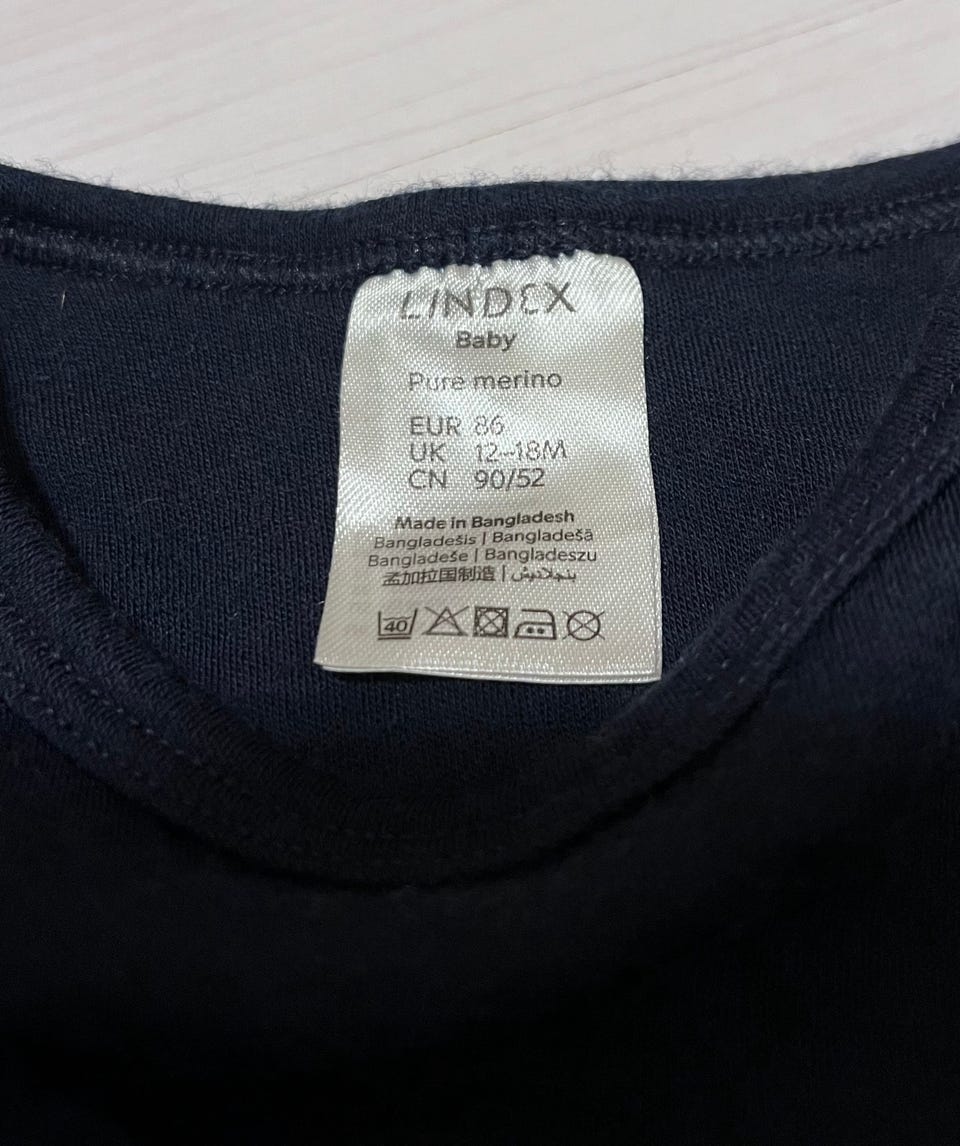 LINDEX
Baby
Pure merino
EUR 86
UK 12-18M
CN 90/52
Made in Bangladesh
Bangladešis | Bangladešā
Bangladeše | Bangladeszu
孟加拉国制造 | بنجلاديش
40